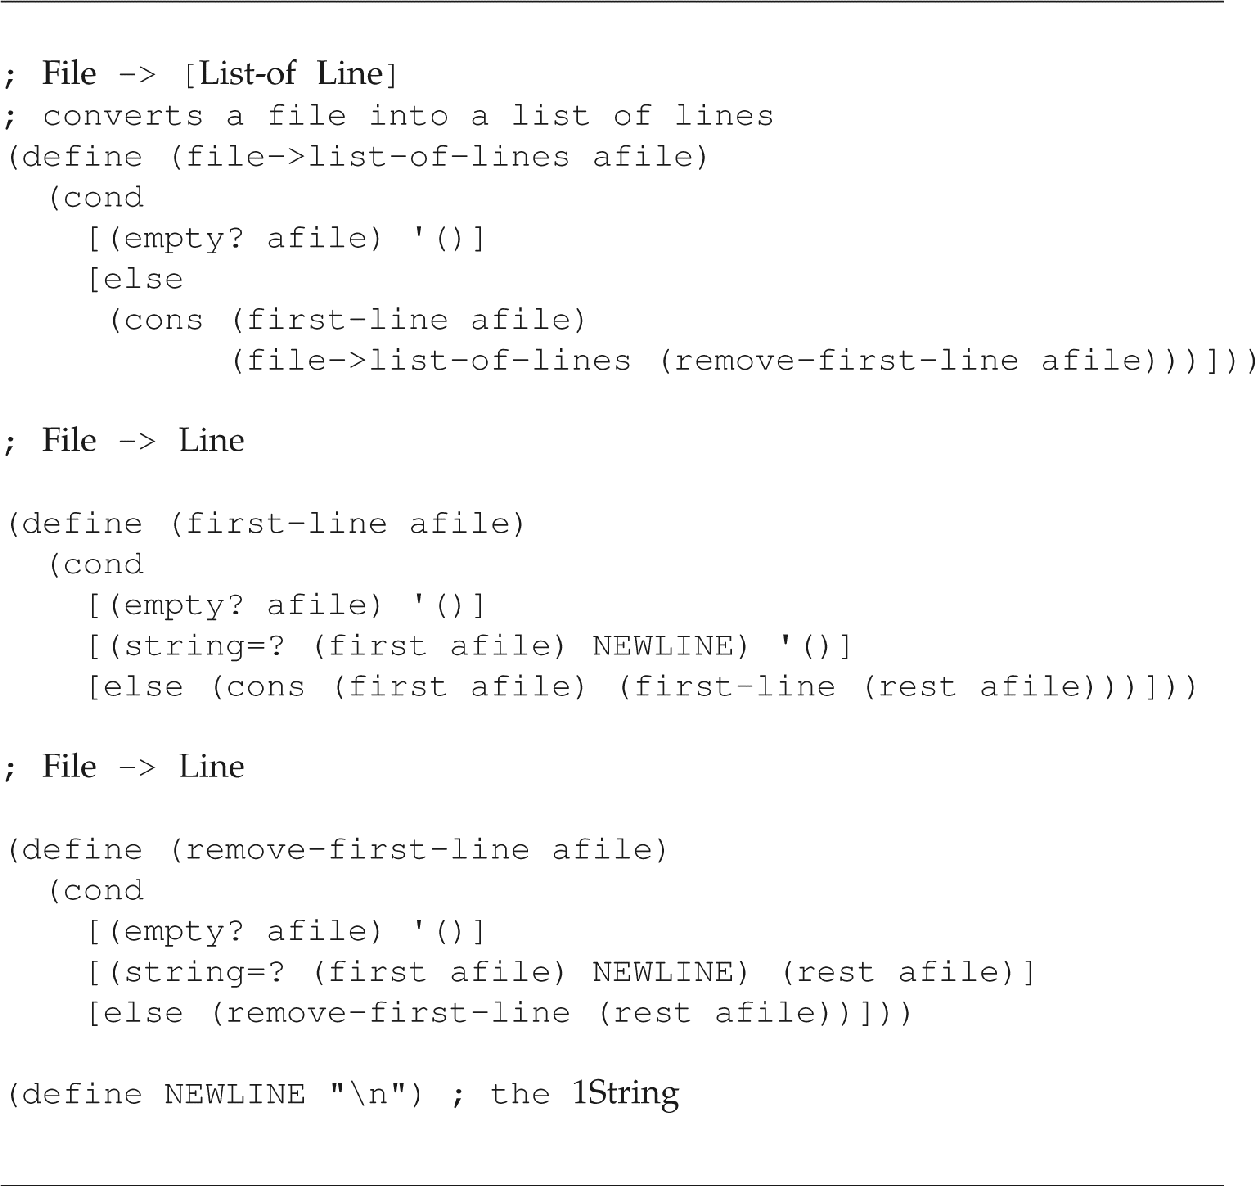 ; File -> [List-of Line]
; converts a file into a list of lines
(define (file->list-of-lines afile)
  (cond
    [(empty? afile) '()]
    [else
     (cons (first-line afile)
           (file->list-of-lines (remove-first-line afile)))]))
; File -> Line
(define (first-line afile)
  (cond
    [(empty? afile) '()]
    [(string=? (first afile) NEWLINE) '()]
    [else (cons (first afile) (first-line (rest afile)))]))
; File -> Line
(define (remove-first-line afile)
  (cond
    [(empty? afile) '()]
    [(string=? (first afile) NEWLINE) (rest afile)]
    [else (remove-first-line (rest afile))]))
(define NEWLINE "\n") ; the 1String